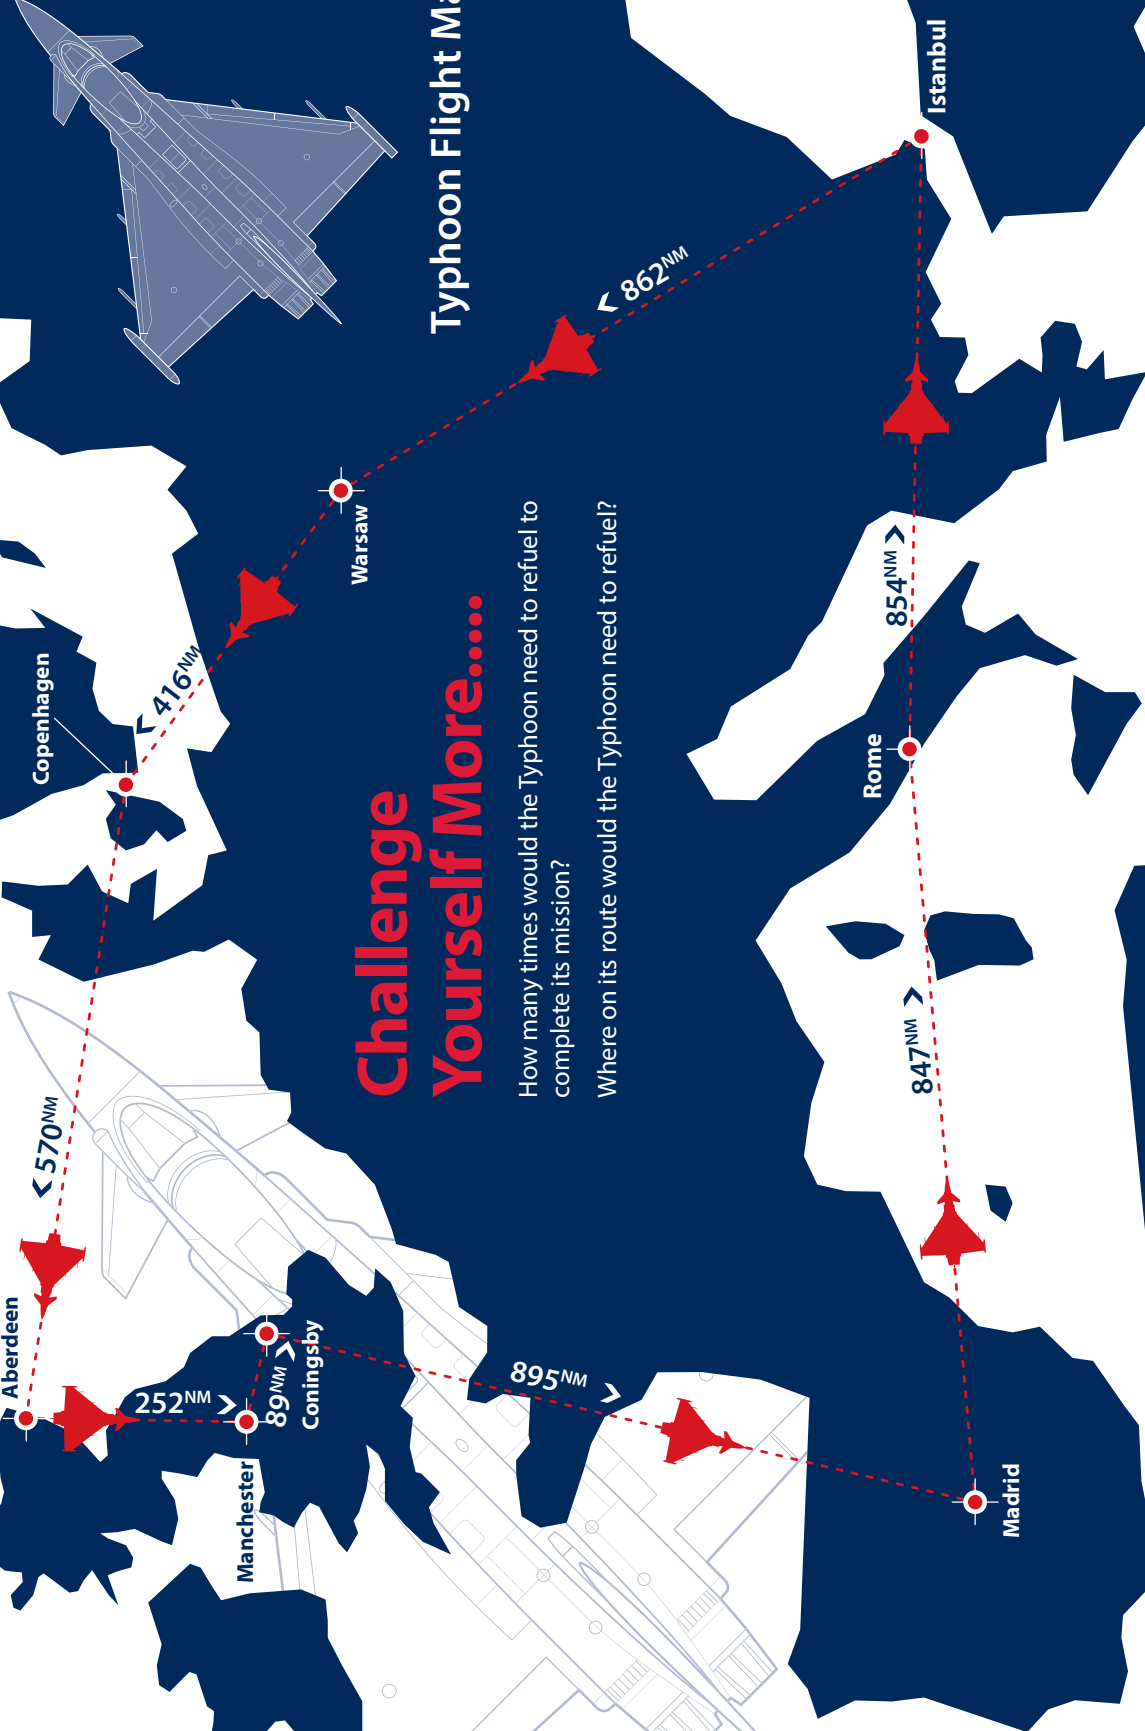 Aberdeen
Copenhagen
570NM
252NM
416NM
Manchester
89NM
Coningsby
Warsaw
Typhoon Flight Ma
Challenge
Yourself More.....
How many times would the Typhoon need to refuel to
complete its mission?
Where on its route would the Typhoon need to refuel?
895NM
862NM
Rome
854NM
847NM
Istanbul
Madrid